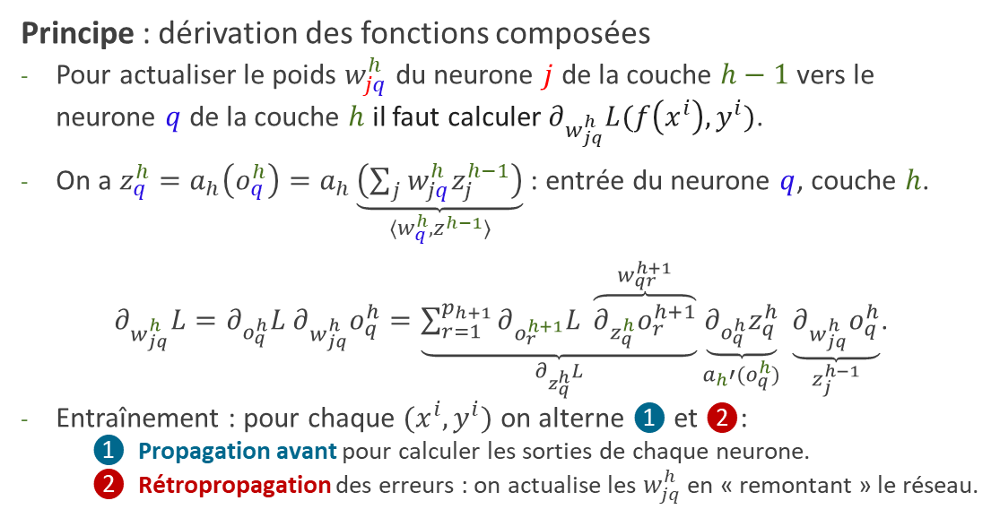 Principe : dérivation des fonctions composées
- Pour actualiser le poids $w_{jq}^{h}$ du neurone $j$ de la couche $h-1$ vers le
neurone $q$ de la couche $h$ il faut calculer $\partial_{w_{jq}^{h}} L(f(x^i), y^i)$.
- On a $z_q^h = a_h(o_q^h) = a_h \underbrace{\left(\sum_j w_{jq}^h z_j^{h-1}\right)}_{\langle w_q^h, z^{h-1}\rangle}$ : entrée du neurone $q$, couche $h$.
$\partial_{w_{jq}^h} L = \partial_{o_q^h} L \, \partial_{w_{jq}^h} o_q^h = \underbrace{\sum_{r=1}^{p_{h+1}} \partial_{o_r^{h+1}} L \overbrace{\partial_{z_q^h} o_r^{h+1}}^{w_{qr}^{h+1}}}_{\partial_{z_q^h} L} \underbrace{\partial_{o_q^h} z_q^h}_{a_h'(o_q^h)} \underbrace{\partial_{w_{jq}^h} o_q^h}_{z_j^{h-1}}.$
- Entraînement : pour chaque $(x^i, y^i)$ on alterne 1 et 2 :
1 Propagation avant pour calculer les sorties de chaque neurone.
2 Rétropropagation des erreurs : on actualise les $w_{jq}^h$ en « remontant » le réseau.